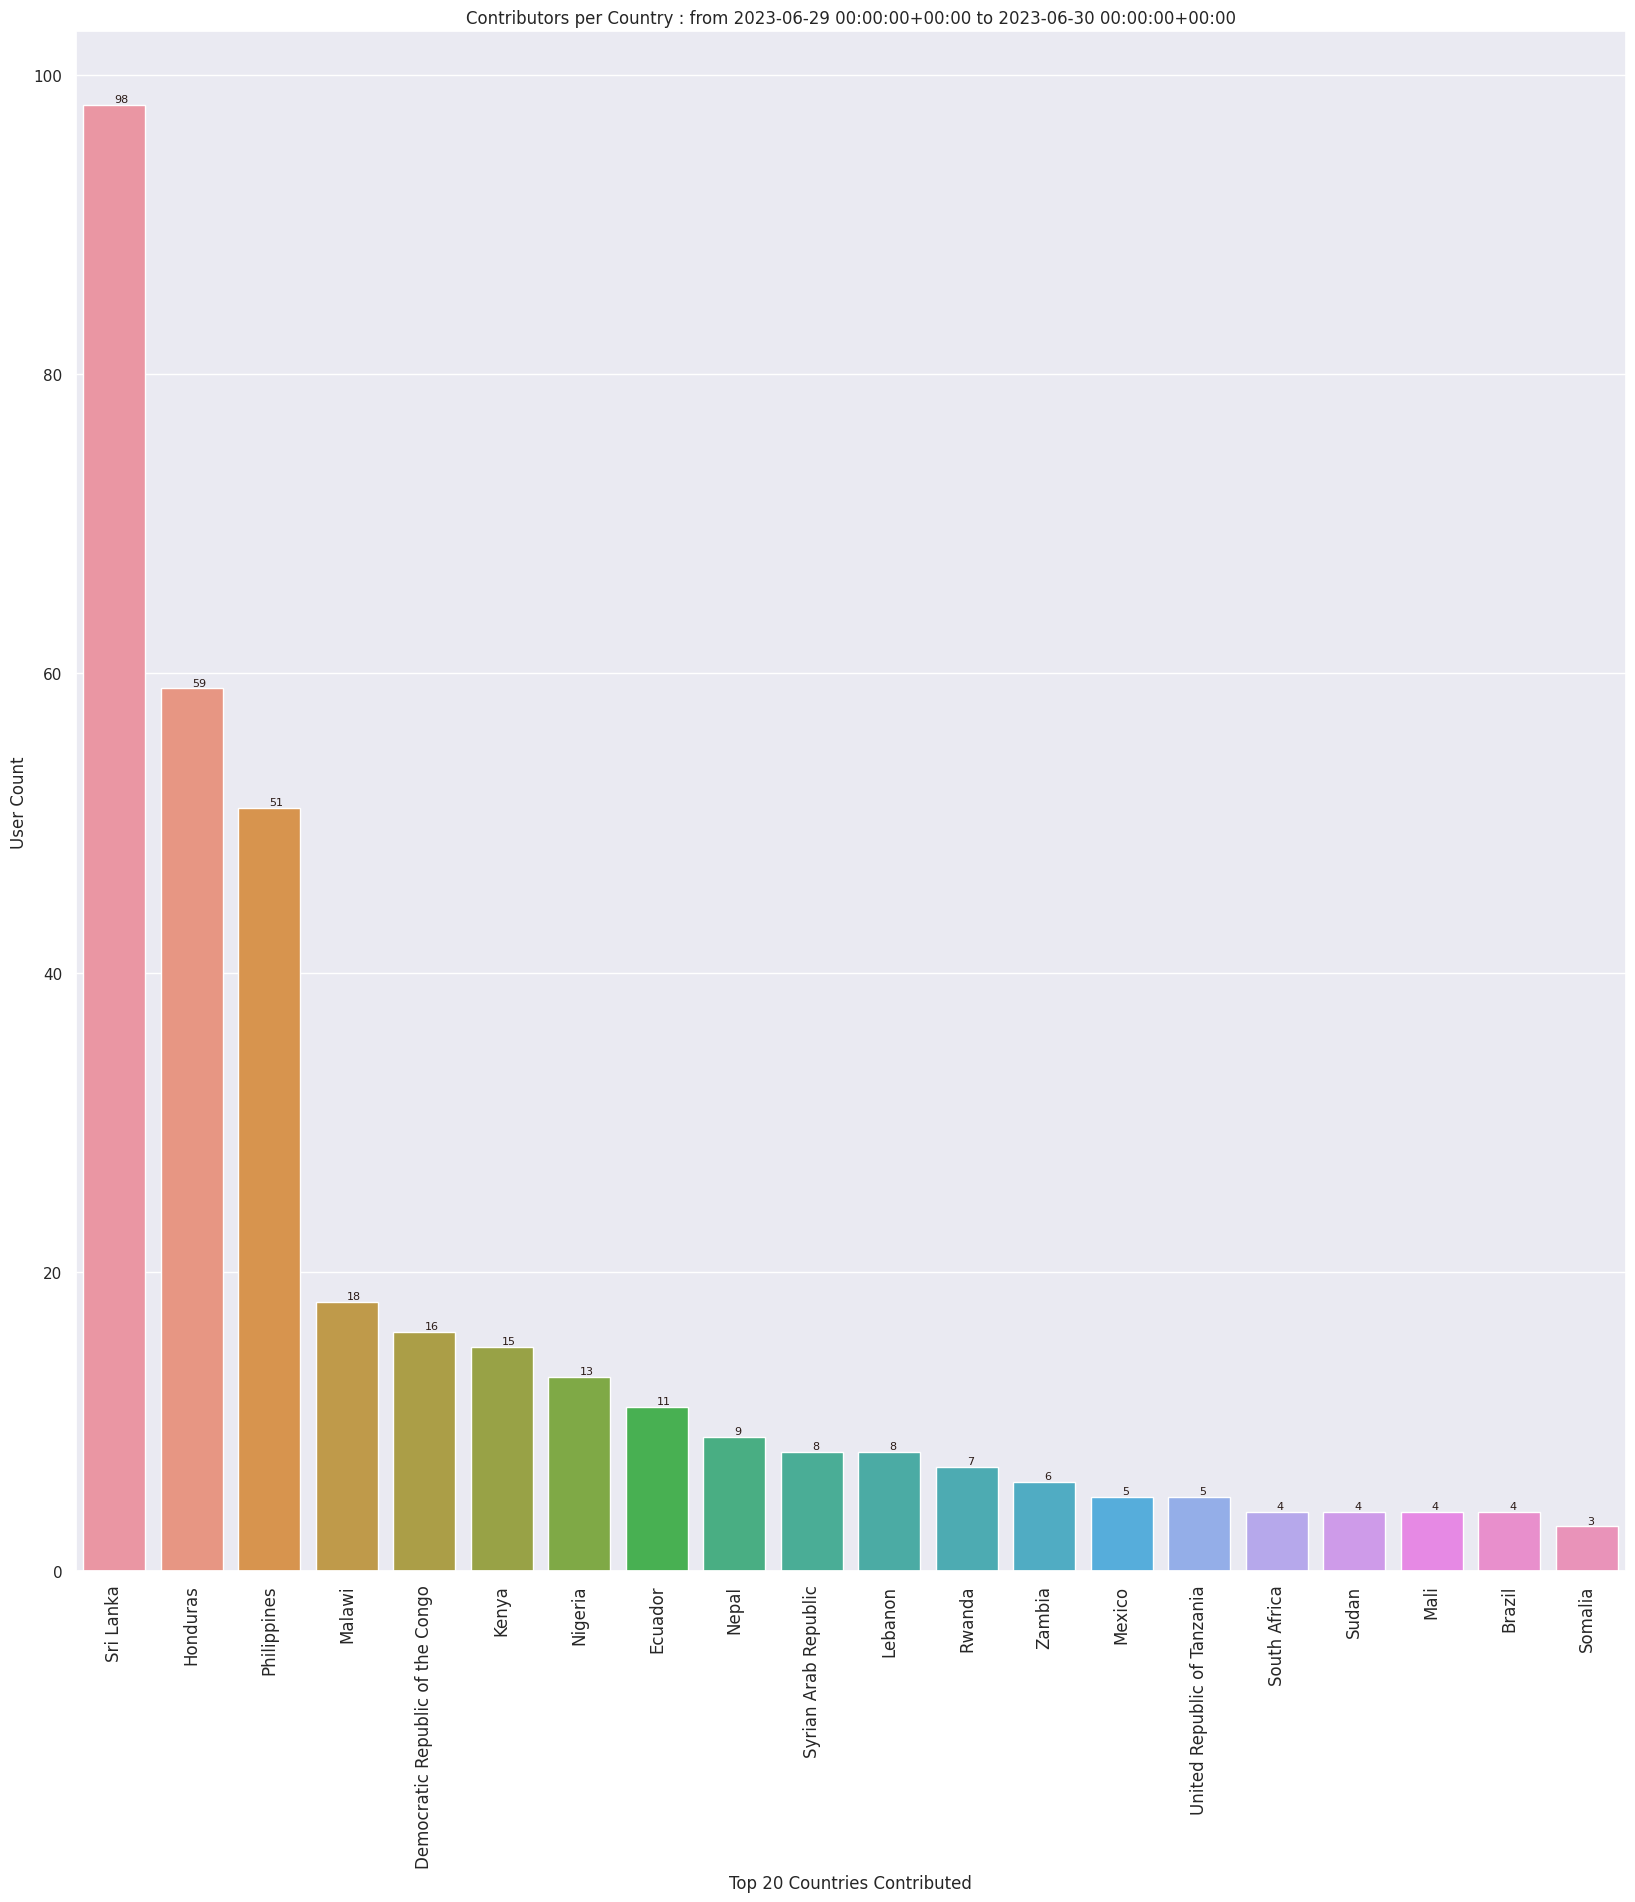 Contributors per Country : from 2023-06-29 00:00:00+00:00 to 2023-06-30 00:00:00+00:00
User Count
100
80
60
40
20
0
98
59
51
18
16
15
13
11
9
8
8
7
6
5
5
4
4
4
4
3
Sri Lanka
Honduras
Philippines
Malawi
Democratic Republic of the Congo
Kenya
Nigeria
Ecuador
Nepal
Syrian Arab Republic
Lebanon
Rwanda
Zambia
Mexico
United Republic of Tanzania
South Africa
Sudan
Mali
Brazil
Somalia
Top 20 Countries Contributed